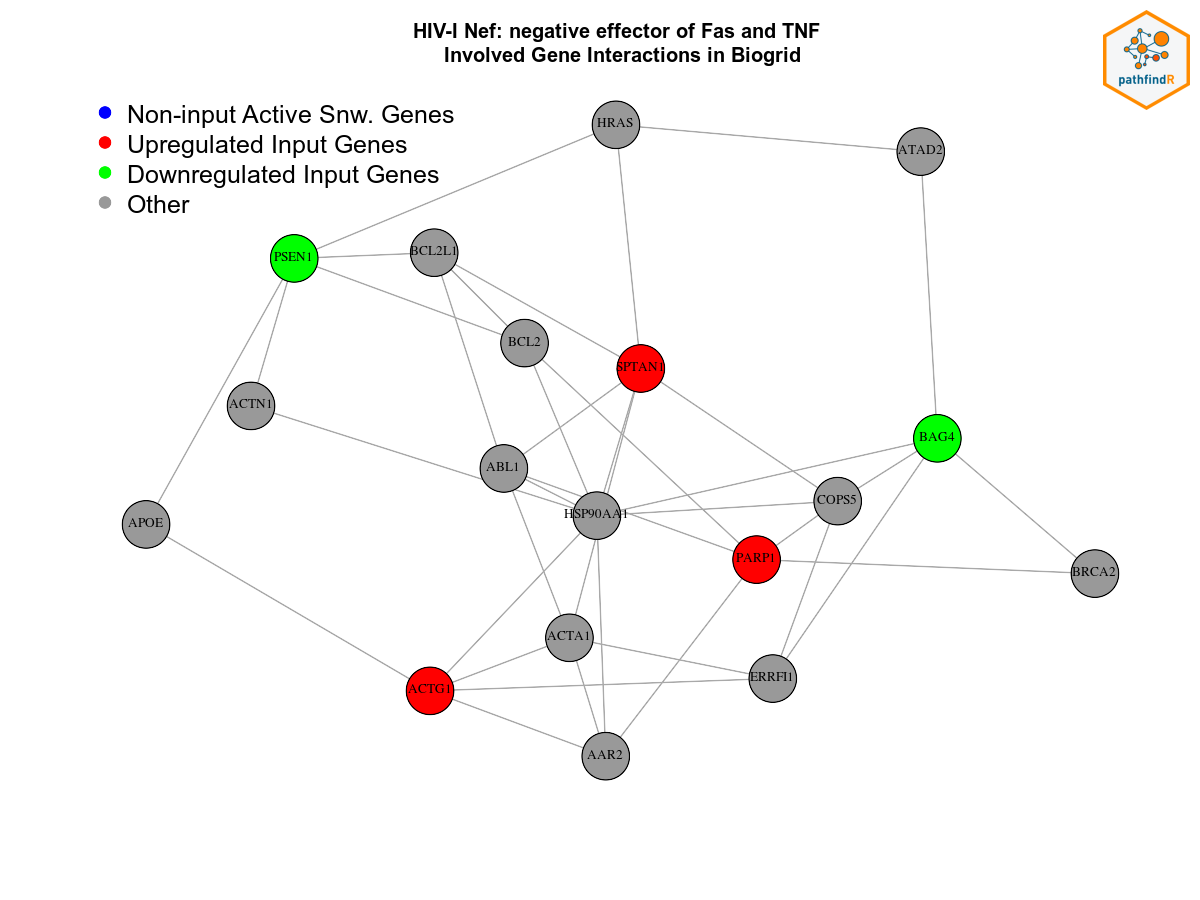 HIV-I Nef: negative effector of Fas and TNF
Involved Gene Interactions in Biogrid
pathfindR
Non-input Active Snw. Genes
Upregulated Input Genes
Downregulated Input Genes
Other
HRAS
ATAD2
PSEN1
BCL2L1
BCL2
SPTAN1
ACTN1
BAG4
ABL1
COPS5
HSP90AA1
APOE
PARP1
BRCA2
ACTA1
ERRFI1
ACTG1
AAR2